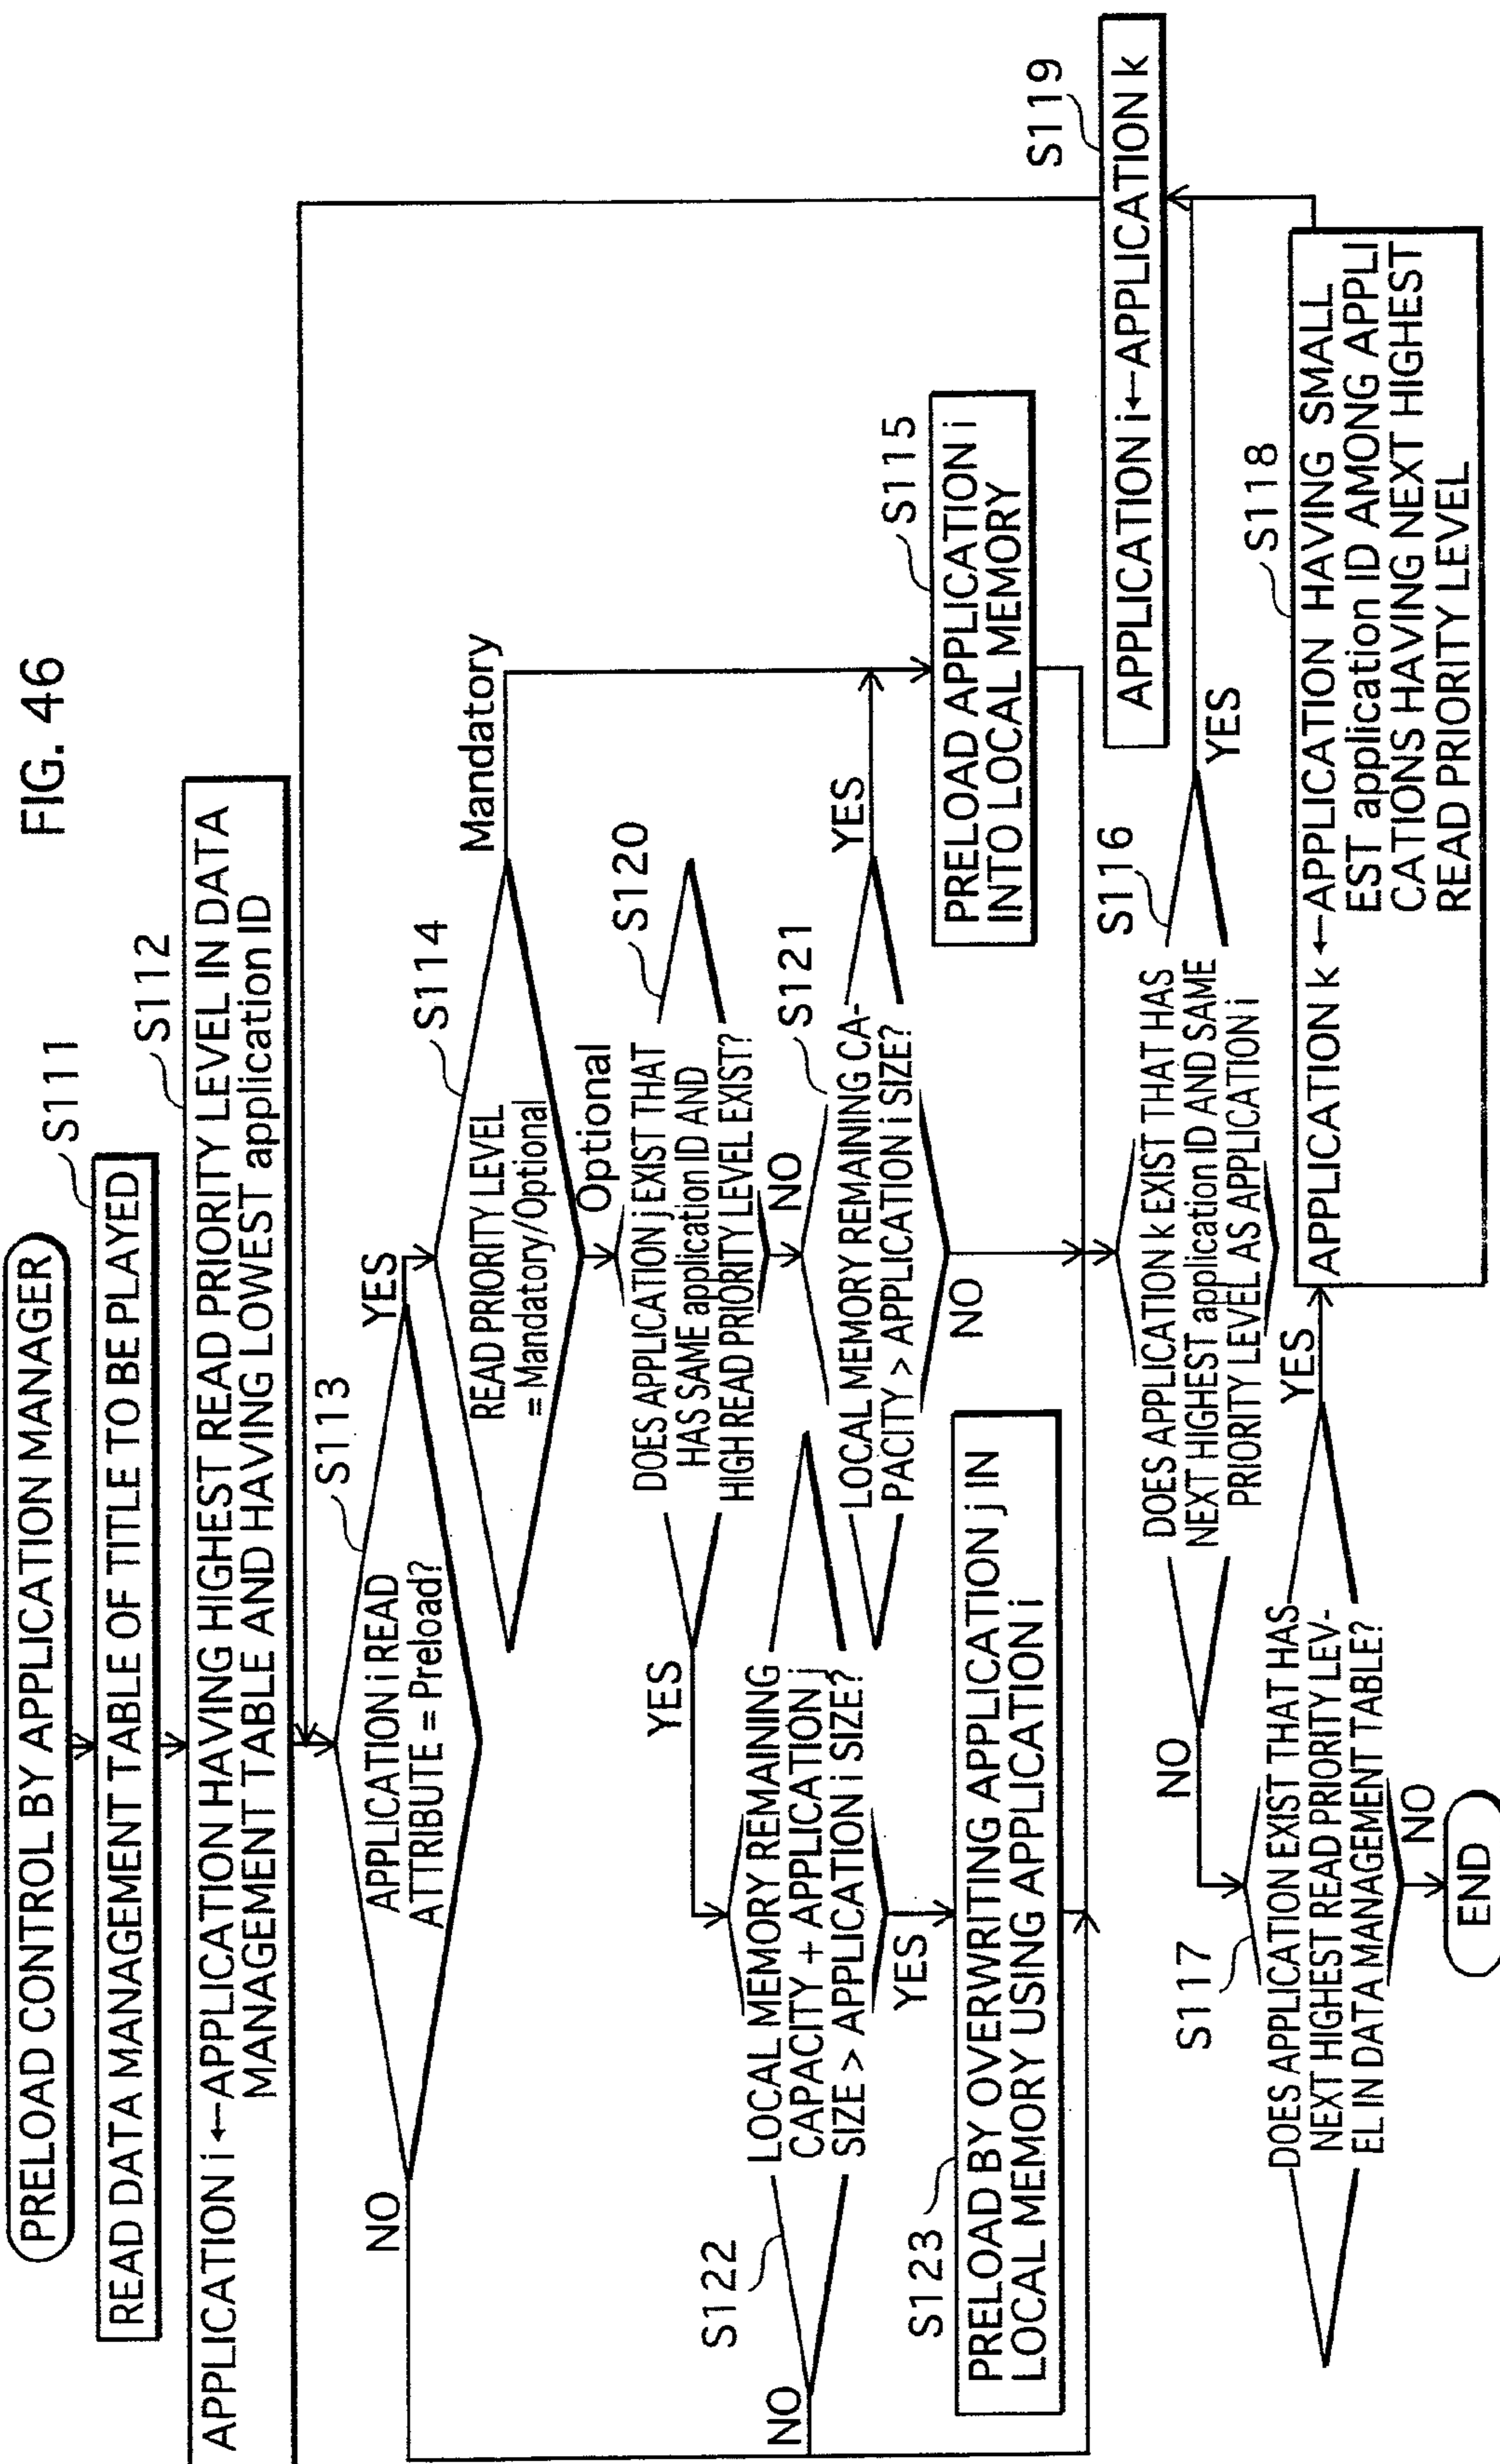 FIG. 46
PRELOAD CONTROL BY APPLICATION MANAGER
S111
READ DATA MANAGEMENT TABLE OF TITLE TO BE PLAYED
S112
APPLICATION i ←APPLICATION HAVING HIGHEST READ PRIORITY LEVEL IN DATA
MANAGEMENT TABLE AND HAVING LOWEST application ID
S113
APPLICATION i READ
ATTRIBUTE = Preload?
NO
YES
S114
READ PRIORITY LEVEL
= Mandatory/Optional
Mandatory
Optional
S120
DOES APPLICATION j EXIST THAT
HAS SAME application ID AND
HIGH READ PRIORITY LEVEL EXIST?
YES
NO
S122
LOCAL MEMORY REMAINING
CAPACITY + APPLICATION j
SIZE > APPLICATION i SIZE?
NO
YES
S121
LOCAL MEMORY REMAINING CA-
PACITY > APPLICATION i SIZE?
YES
NO
S123
PRELOAD BY OVERWRITING APPLICATION j IN
LOCAL MEMORY USING APPLICATION i
S115
PRELOAD APPLICATION i
INTO LOCAL MEMORY
S116
DOES APPLICATION k EXIST THAT HAS
NEXT HIGHEST application ID AND SAME
PRIORITY LEVEL AS APPLICATION i
NO
YES
S119
APPLICATION i←APPLICATION k
S117
DOES APPLICATION EXIST THAT HAS
NEXT HIGHEST READ PRIORITY LEV-
EL IN DATA MANAGEMENT TABLE?
YES
NO
S118
APPLICATION k ←APPLICATION HAVING SMALL
EST application ID AMONG APPLI
CATIONS HAVING NEXT HIGHEST
READ PRIORITY LEVEL
END